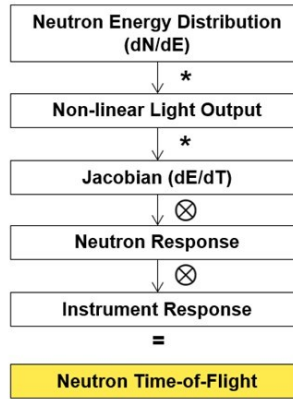 Neutron Energy Distribution
(dN/dE)
*
Non-linear Light Output
*
Jacobian (dE/dT)
⊗
Neutron Response
⊗
Instrument Response
=
Neutron Time-of-Flight